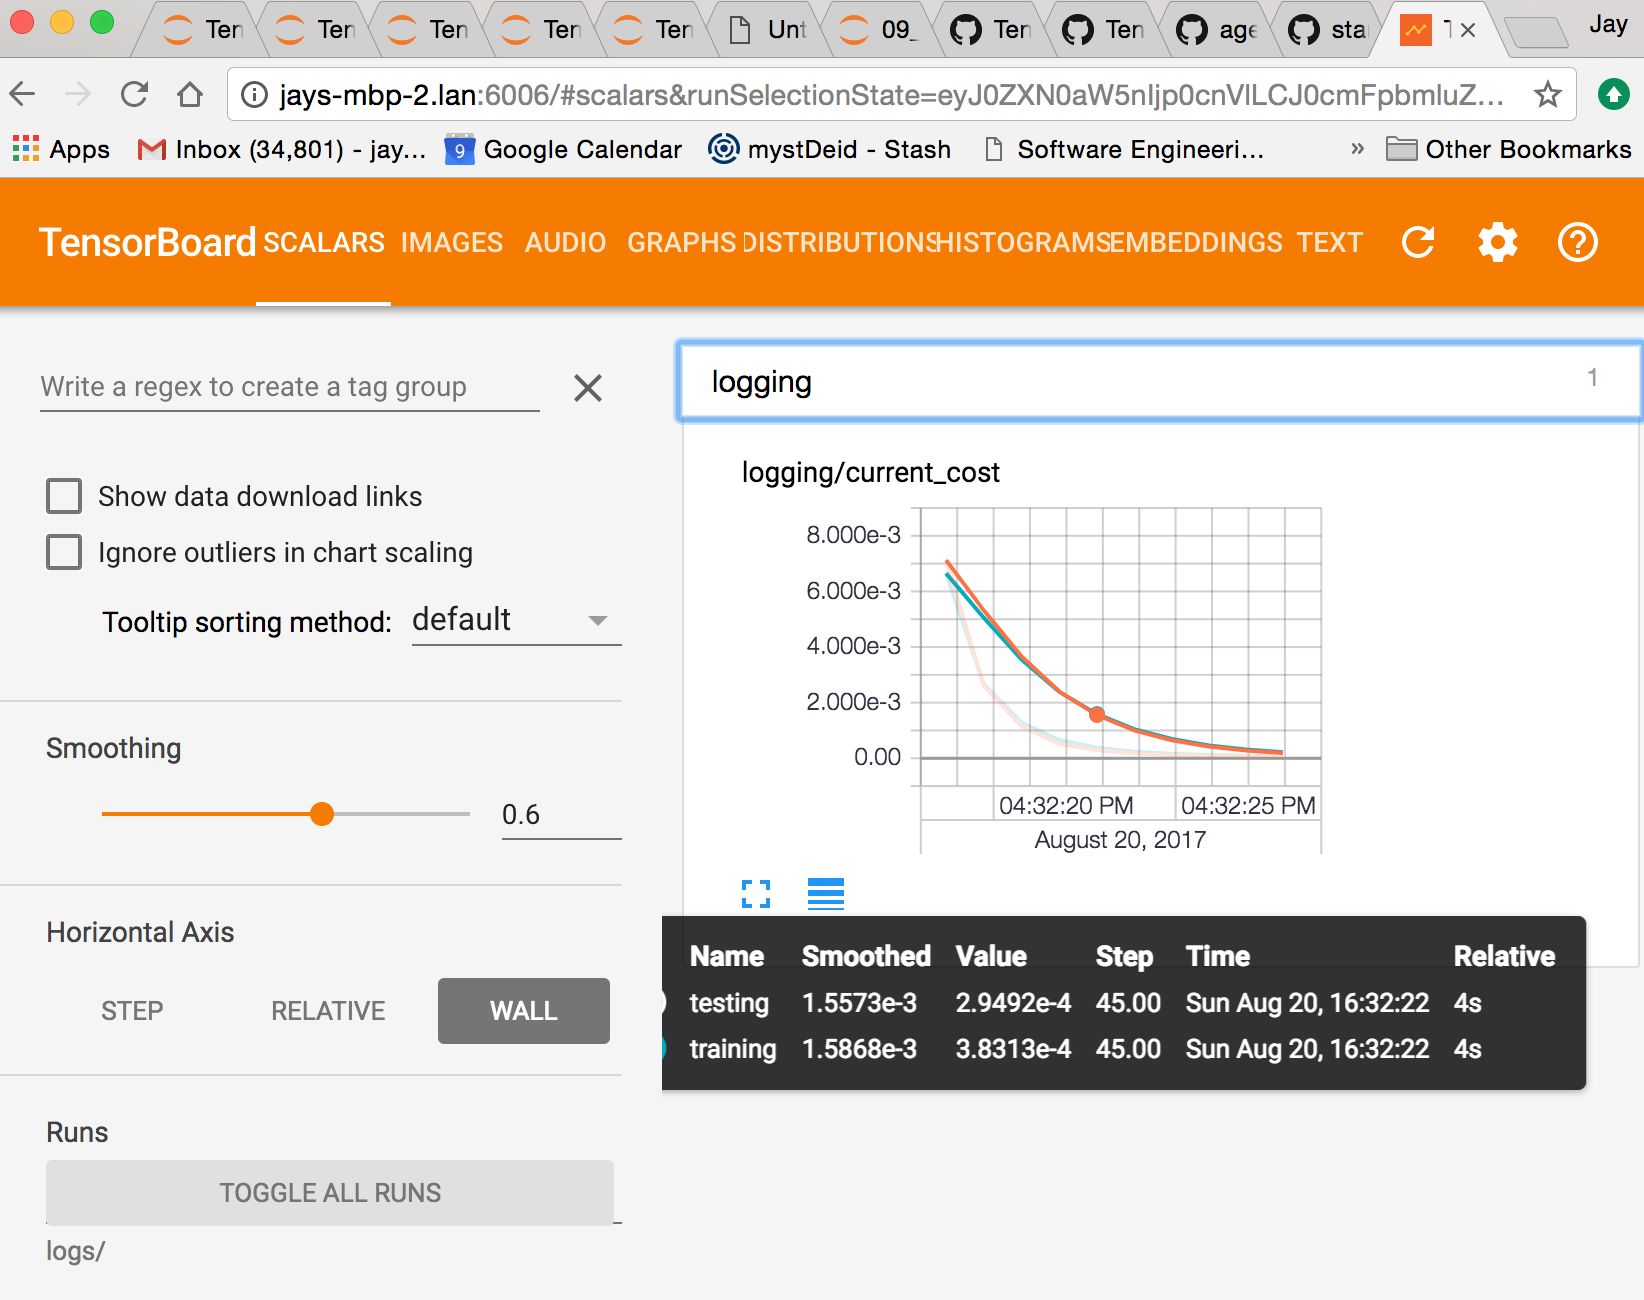 Ten Ten Ten Ten Ten Unt 09_ Ten Ten age sta T Jay
jays-mbp-2.lan:6006/#scalars&runSelectionState=eyJ0ZXN0aW5nIjp0cnVlLCJ0cmFpbmluZ...
Apps Inbox (34,801) - jay... 9 Google Calendar mystDeid - Stash Software Engineeri... » Other Bookmarks
TensorBoard SCALARS IMAGES AUDIO GRAPHS DISTRIBUTIONS HISTOGRAMS EMBEDDINGS TEXT
Write a regex to create a tag group
Show data download links
Ignore outliers in chart scaling
Tooltip sorting method: default
Smoothing
0.6
Horizontal Axis
STEP RELATIVE WALL
Runs
TOGGLE ALL RUNS
logs/
logging 1
logging/current_cost
8.000e-3
6.000e-3
4.000e-3
2.000e-3
0.00
04:32:20 PM 04:32:25 PM
August 20, 2017
Name Smoothed Value Step Time Relative
testing 1.5573e-3 2.9492e-4 45.00 Sun Aug 20, 16:32:22 4s
training 1.5868e-3 3.8313e-4 45.00 Sun Aug 20, 16:32:22 4s